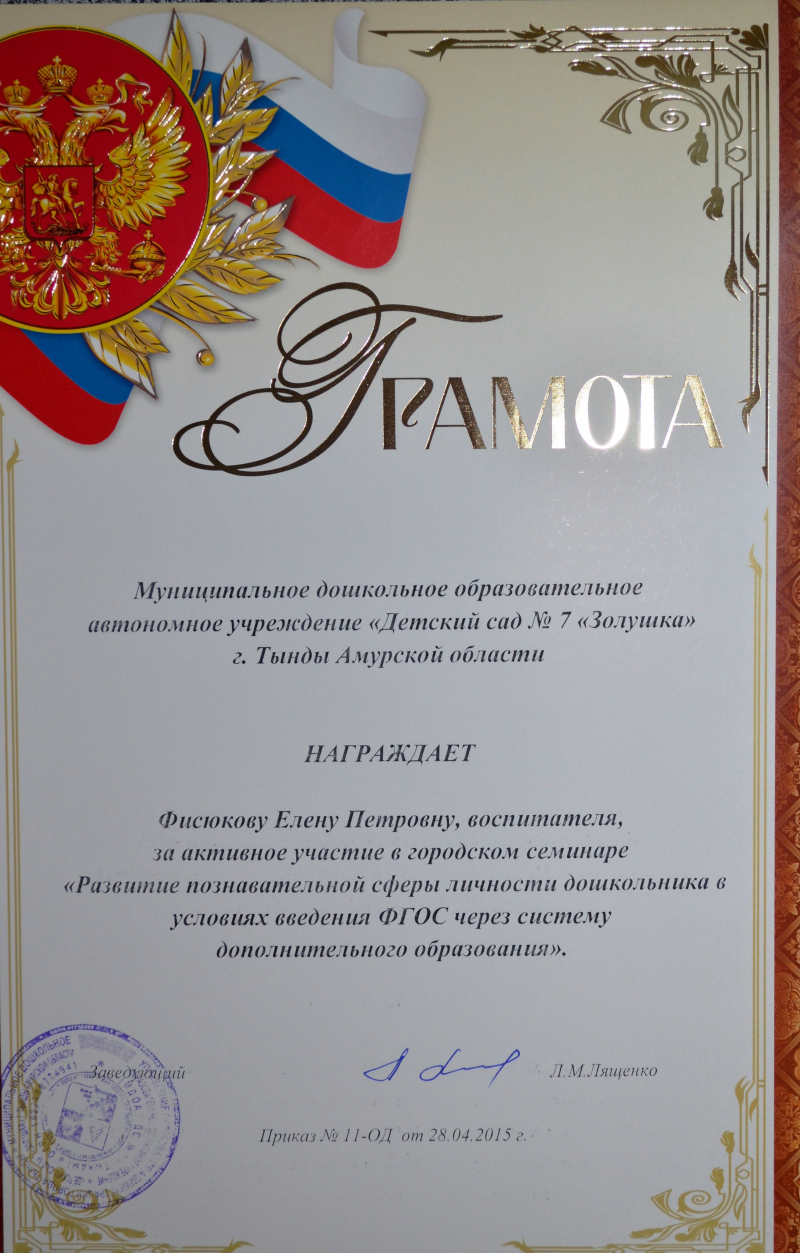 ГРАМОТА
Муниципальное дошкольное образовательное
автономное учреждение «Детский сад № 7 «Золушка»
г. Тынды Амурской области
НАГРАЖДАЕТ
Фисюкову Елену Петровну, воспитателя,
за активное участие в городском семинаре
«Развитие познавательной сферы личности дошкольника в
условиях введения ФГОС через систему
дополнительного образования».
Заведующий Л.М.Лященко
Приказ № 11-ОД от 28.04.2015 г.
МУНИЦИПАЛЬНОЕ ДОШКОЛЬНОЕ